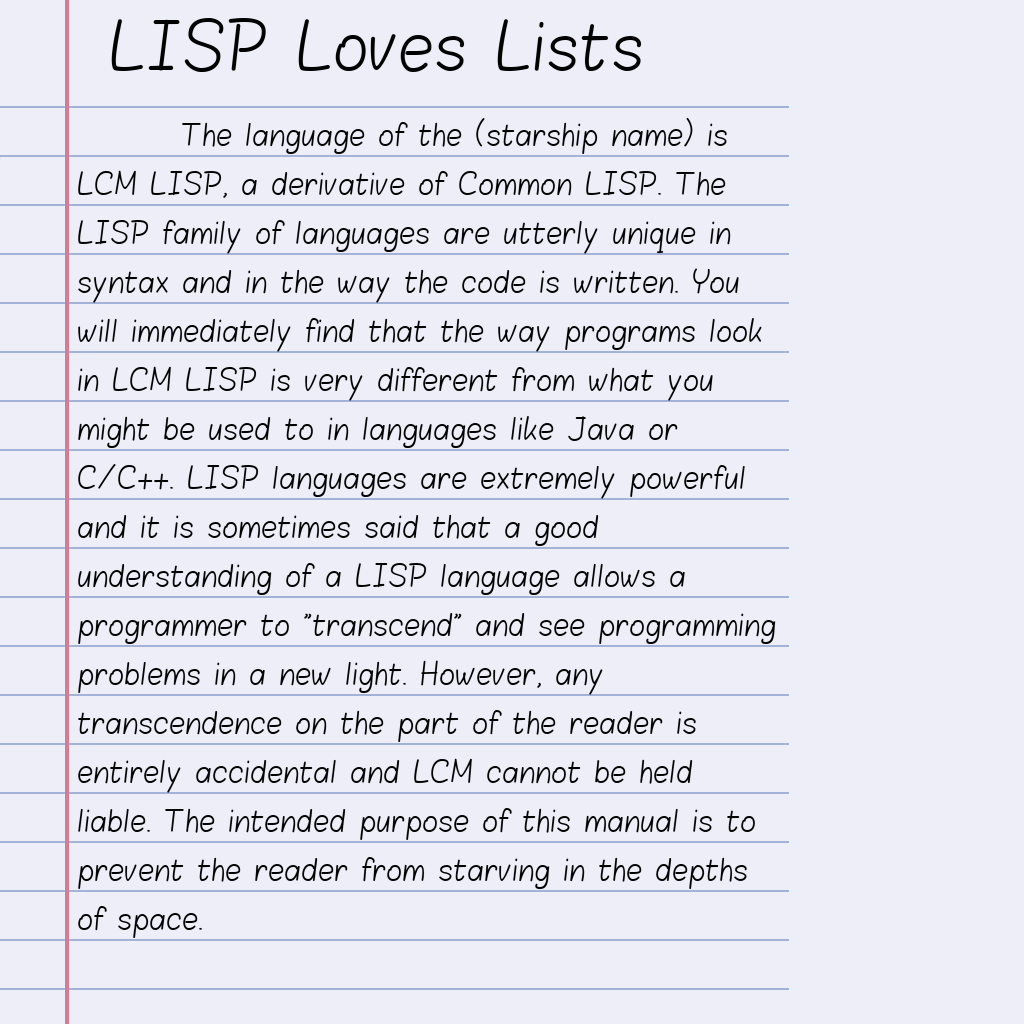 LISP Loves Lists
The language of the (starship name) is
LCM LISP, a derivative of Common LISP. The
LISP family of languages are utterly unique in
syntax and in the way the code is written. You
will immediately find that the way programs look
in LCM LISP is very different from what you
might be used to in languages like Java or
C/C++. LISP languages are extremely powerful
and it is sometimes said that a good
understanding of a LISP language allows a
programmer to "transcend" and see programming
problems in a new light. However, any
transcendence on the part of the reader is
entirely accidental and LCM cannot be held
liable. The intended purpose of this manual is to
prevent the reader from starving in the depths
of space.